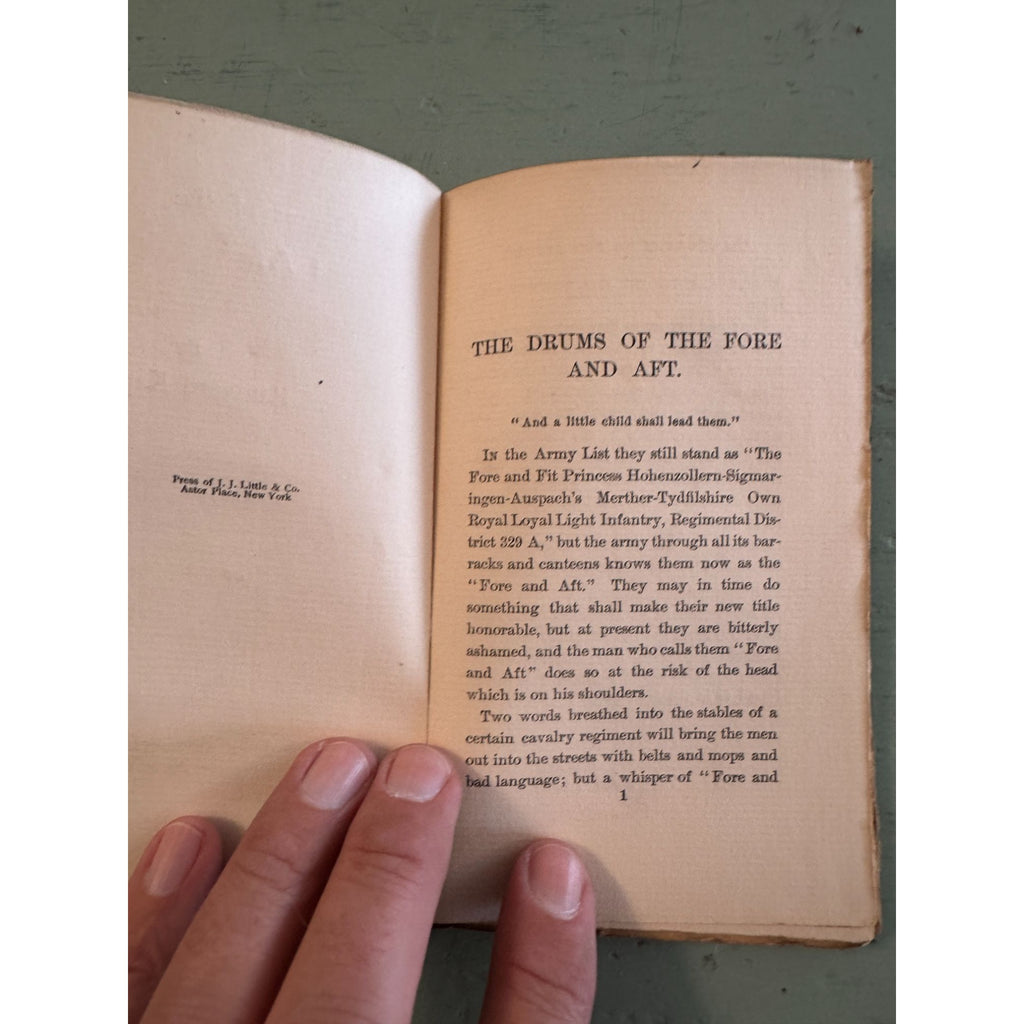 Press of J. J. Little & Co.
Astor Place, New York
THE DRUMS OF THE FORE
AND AFT.
"And a little child shall lead them."
In the Army List they still stand as "The
Fore and Fit Princess Hohenzollern-Sigmar-
ingen-Auspach's Merther-Tydfilshire Own
Royal Loyal Light Infantry, Regimental Dis-
trict 329 A," but the army through all its bar-
racks and canteens knows them now as the
"Fore and Aft." They may in time do
something that shall make their new title
honorable, but at present they are bitterly
ashamed, and the man who calls them "Fore
and Aft" does so at the risk of the head
which is on his shoulders.
Two words breathed into the stables of a
certain cavalry regiment will bring the men
out into the streets with belts and mops and
bad language; but a whisper of "Fore and
1